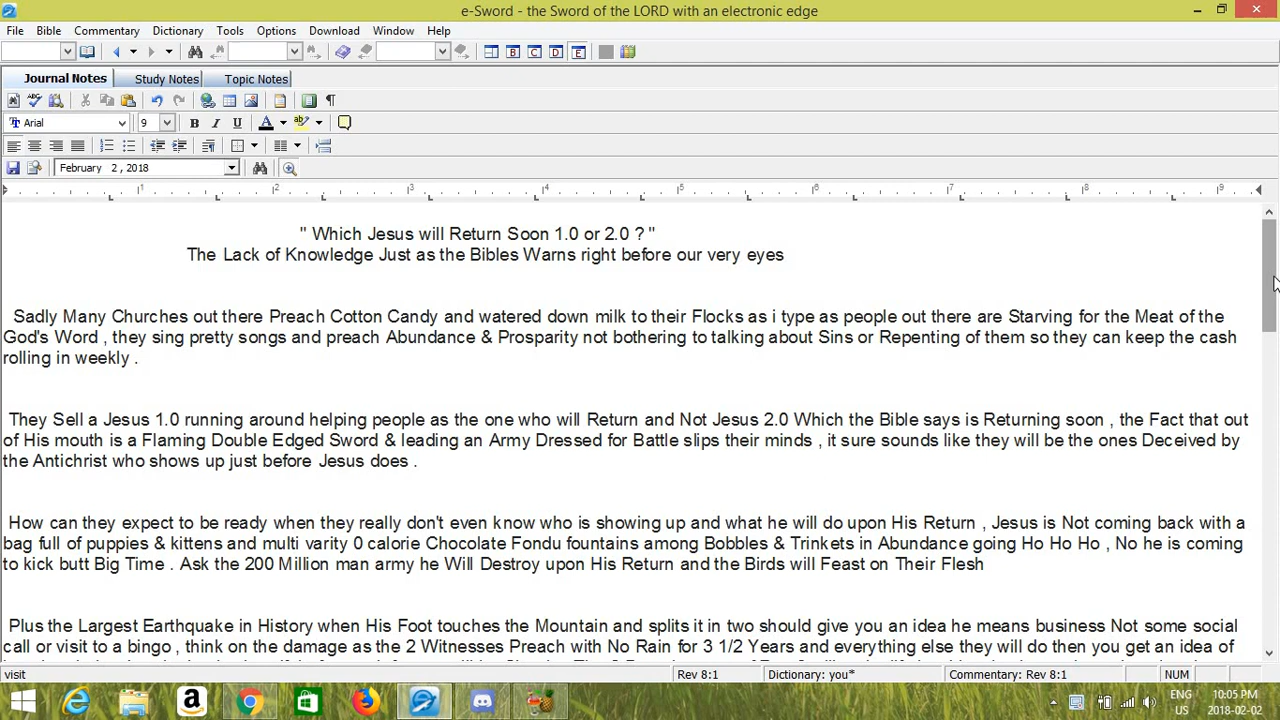 e-Sword - the Sword of the LORD with an electronic edge
File Bible Commentary Dictionary Tools Options Download Window Help
B C D E
Journal Notes Study Notes Topic Notes
ABC
Arial 9 B I U A ab
February 2 , 2018
1 2 3 4 5 6 7 8 9
" Which Jesus will Return Soon 1.0 or 2.0 ? "
The Lack of Knowledge Just as the Bibles Warns right before our very eyes
Sadly Many Churches out there Preach Cotton Candy and watered down milk to their Flocks as i type as people out there are Starving for the Meat of the
God's Word , they sing pretty songs and preach Abundance & Prosparity not bothering to talking about Sins or Repenting of them so they can keep the cash
rolling in weekly .
They Sell a Jesus 1.0 running around helping people as the one who will Return and Not Jesus 2.0 Which the Bible says is Returning soon , the Fact that out
of His mouth is a Flaming Double Edged Sword & leading an Army Dressed for Battle slips their minds , it sure sounds like they will be the ones Deceived by
the Antichrist who shows up just before Jesus does .
How can they expect to be ready when they really don't even know who is showing up and what he will do upon His Return , Jesus is Not coming back with a
bag full of puppies & kittens and multi varity 0 calorie Chocolate Fondu fountains among Bobbles & Trinkets in Abundance going Ho Ho Ho , No he is coming
to kick butt Big Time . Ask the 200 Million man army he Will Destroy upon His Return and the Birds will Feast on Their Flesh
Plus the Largest Earthquake in History when His Foot touches the Mountain and splits it in two should give you an idea he means business Not some social
call or visit to a bingo , think on the damage as the 2 Witnesses Preach with No Rain for 3 1/2 Years and everything else they will do then you get an idea of
visit Rev 8:1 Dictionary: you* Commentary: Rev 8:1 NUM
ENG 10:05 PM
US 2018-02-02